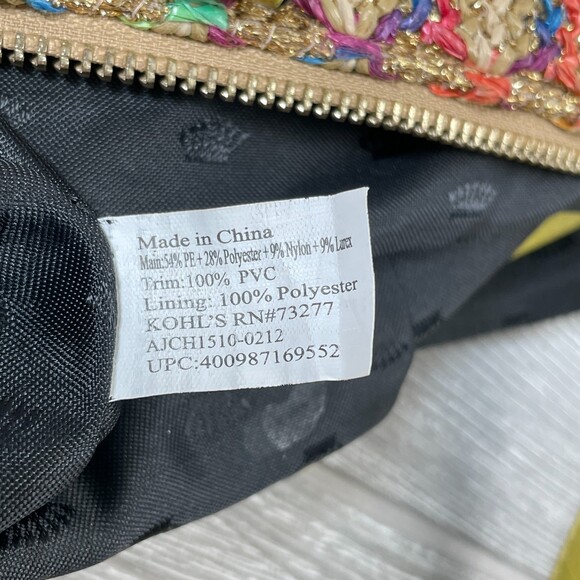 Made in China
Main:54% PE+28% Polyester+9% Nylon+9% Lurex
Trim:100% PVC
Lining: 100% Polyester
KOHL'S RN#73277
AJCH1510-0212
UPC:400987169552